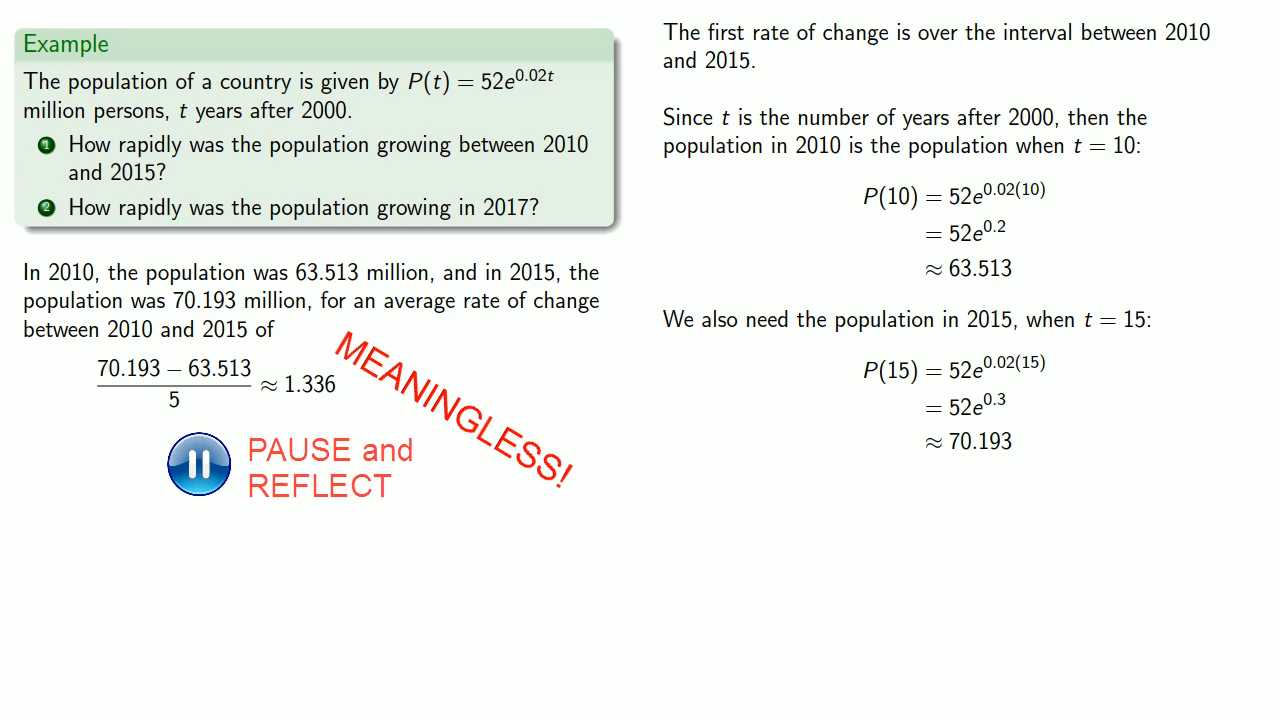 Example
The population of a country is given by P(t) = 52e^{0.02t}
million persons, t years after 2000.
1 How rapidly was the population growing between 2010
and 2015?
2 How rapidly was the population growing in 2017?
In 2010, the population was 63.513 million, and in 2015, the
population was 70.193 million, for an average rate of change
between 2010 and 2015 of
\frac{70.193 − 63.513}{5} ≈ 1.336
MEANINGLESS!
PAUSE and
REFLECT
The first rate of change is over the interval between 2010
and 2015.
Since t is the number of years after 2000, then the
population in 2010 is the population when t = 10:
P(10) = 52e^{0.02(10)}
= 52e^{0.2}
≈ 63.513
We also need the population in 2015, when t = 15:
P(15) = 52e^{0.02(15)}
= 52e^{0.3}
≈ 70.193